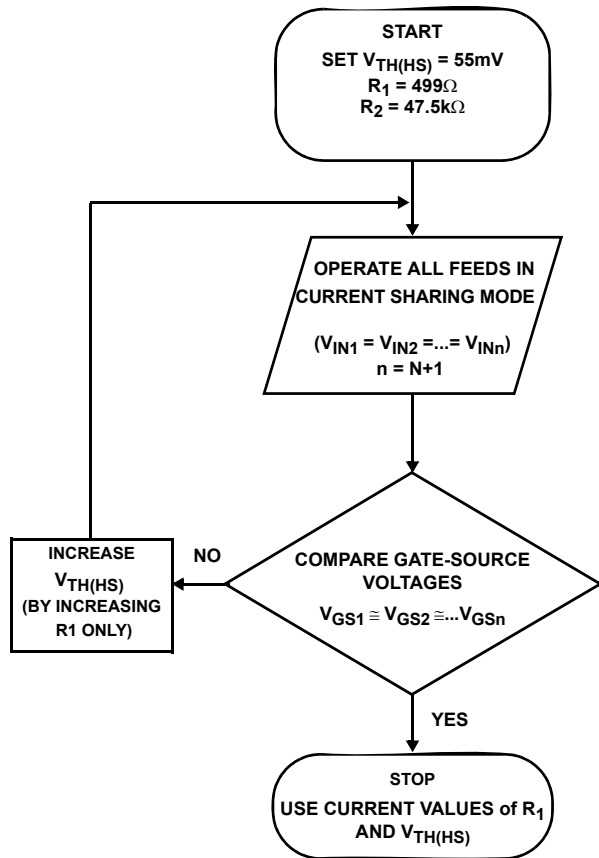 START
SET V_TH(HS) = 55mV
R_1 = 499Ω
R_2 = 47.5kΩ
OPERATE ALL FEEDS IN
CURRENT SHARING MODE
(V_IN1 = V_IN2 =...= V_INn)
n = N+1
COMPARE GATE-SOURCE
VOLTAGES
V_GS1 ≅ V_GS2 ≅...V_GSn
NO
INCREASE
V_TH(HS)
(BY INCREASING
R1 ONLY)
YES
STOP
USE CURRENT VALUES of R_1
AND V_TH(HS)